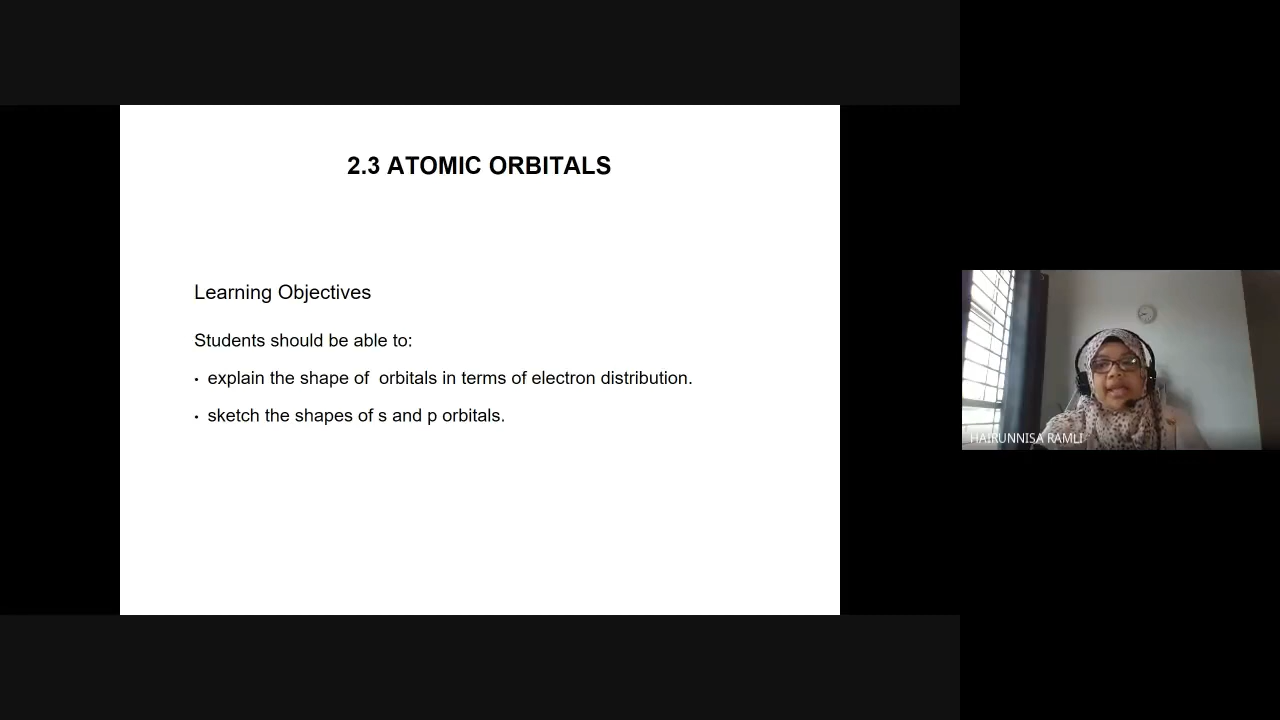 2.3 ATOMIC ORBITALS
Learning Objectives
Students should be able to:
• explain the shape of  orbitals in terms of electron distribution.
• sketch the shapes of s and p orbitals.
HAIRUNNISA RAMLI